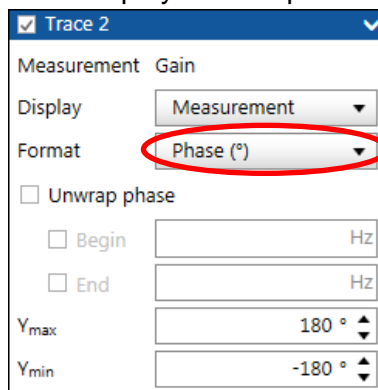 Trace 2
Measurement Gain
Display Measurement
Format Phase (°)
Unwrap phase
Begin Hz
End Hz
Ymax 180 °
Ymin -180 °